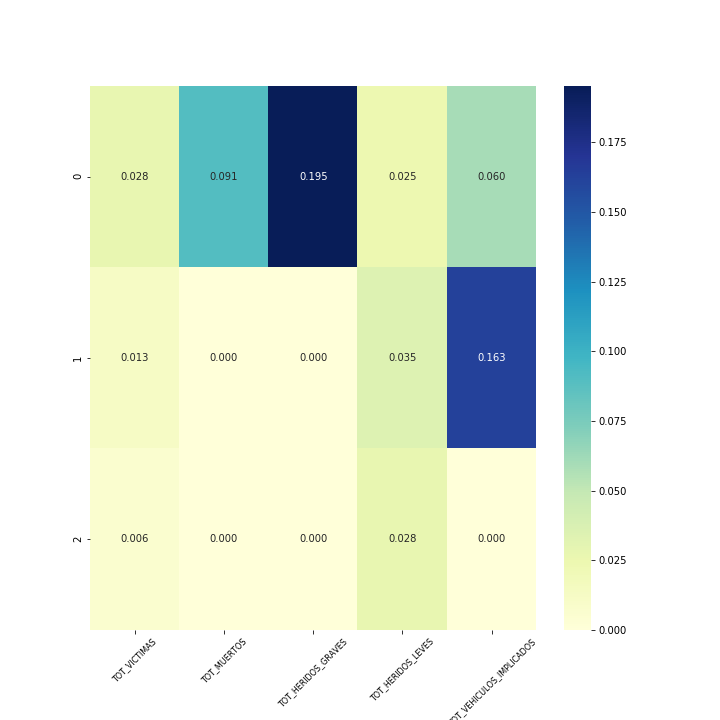 0.175
0.150
0.125
0.100
0.075
0.050
0.025
0.000
0
0.028 0.091 0.195 0.025 0.060
1
0.013 0.000 0.000 0.035 0.163
2
0.006 0.000 0.000 0.028 0.000
TOT_VICTIMAS
TOT_MUERTOS
TOT_HERIDOS_GRAVES
TOT_HERIDOS_LEVES
OT_VEHICULOS_IMPLICADOS